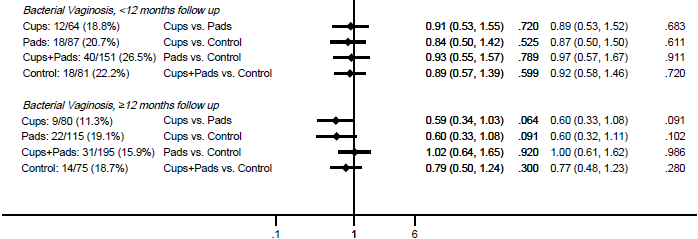 Bacterial Vaginosis, <12 months follow up
Cups: 12/64 (18.8%) Cups vs. Pads 0.91 (0.53, 1.55) .720 0.89 (0.53, 1.52) .683
Pads: 18/87 (20.7%) Cups vs. Control 0.84 (0.50, 1.42) .525 0.87 (0.50, 1.50) .611
Cups+Pads: 40/151 (26.5%) Pads vs. Control 0.93 (0.55, 1.57) .789 0.97 (0.57, 1.67) .911
Control: 18/81 (22.2%) Cups+Pads vs. Control 0.89 (0.57, 1.39) .599 0.92 (0.58, 1.46) .720
Bacterial Vaginosis, ≥12 months follow up
Cups: 9/80 (11.3%) Cups vs. Pads 0.59 (0.34, 1.03) .064 0.60 (0.33, 1.08) .091
Pads: 22/115 (19.1%) Cups vs. Control 0.60 (0.33, 1.08) .091 0.60 (0.32, 1.11) .102
Cups+Pads: 31/195 (15.9%) Pads vs. Control 1.02 (0.64, 1.65) .920 1.00 (0.61, 1.62) .986
Control: 14/75 (18.7%) Cups+Pads vs. Control 0.79 (0.50, 1.24) .300 0.77 (0.48, 1.23) .280
.1 1 6